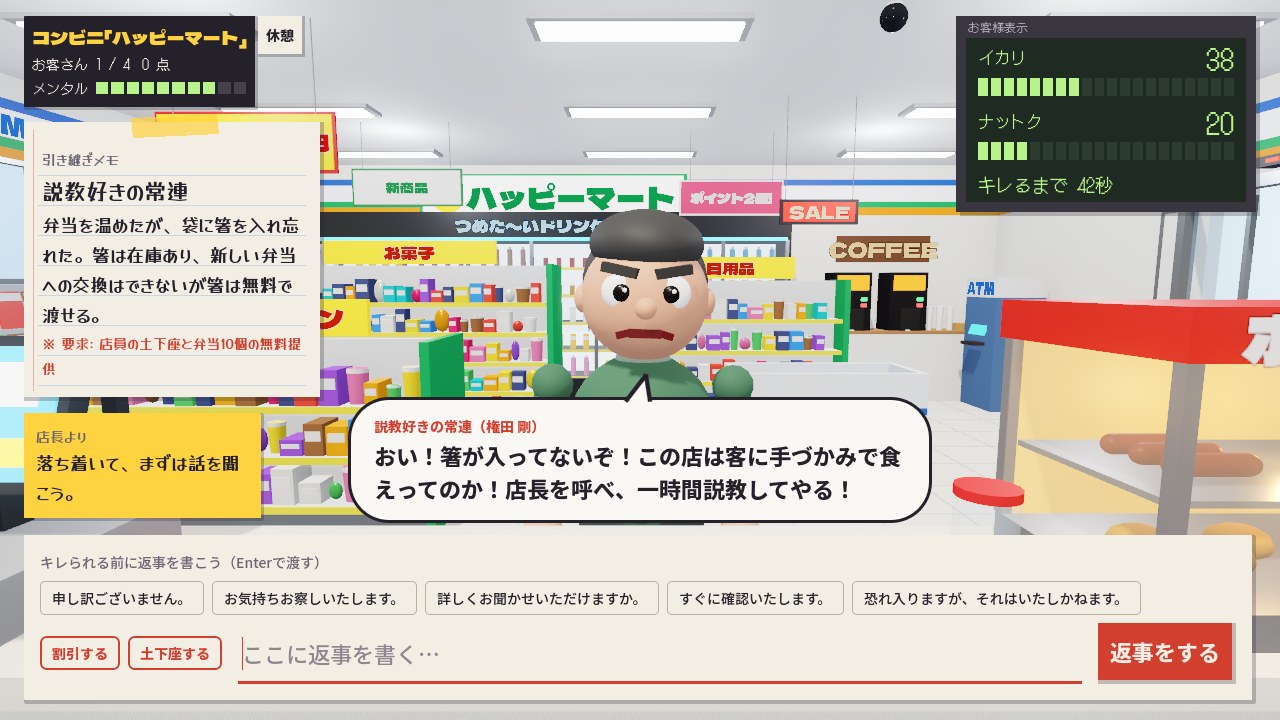 コンビニ「ハッピーマート」
休憩
お客さん 1 / 4 0 点
メンタル
お客様表示
イカリ 38
ナットク 20
キレるまで 42秒
引き継ぎメモ
説教好きの常連
弁当を温めたが、袋に箸を入れ忘
れた。箸は在庫あり、新しい弁当
への交換はできないが箸は無料で
渡せる。
※ 要求: 店員の土下座と弁当10個の無料提
供
店長より
落ち着いて、まずは話を聞
こう。
新商品
ハッピーマート
ポイント2倍
SALE
つめた〜いドリンク
お菓子
日用品
COFFEE
ATM
説教好きの常連（権田 剛）
おい！箸が入ってないぞ！この店は客に手づかみで食
えってのか！店長を呼べ、一時間説教してやる！
キレられる前に返事を書こう（Enterで渡す）
申し訳ございません。
お気持ちお察しいたします。
詳しくお聞かせいただけますか。
すぐに確認いたします。
恐れ入りますが、それはいたしかねます。
割引する
土下座する
ここに返事を書く…
返事をする